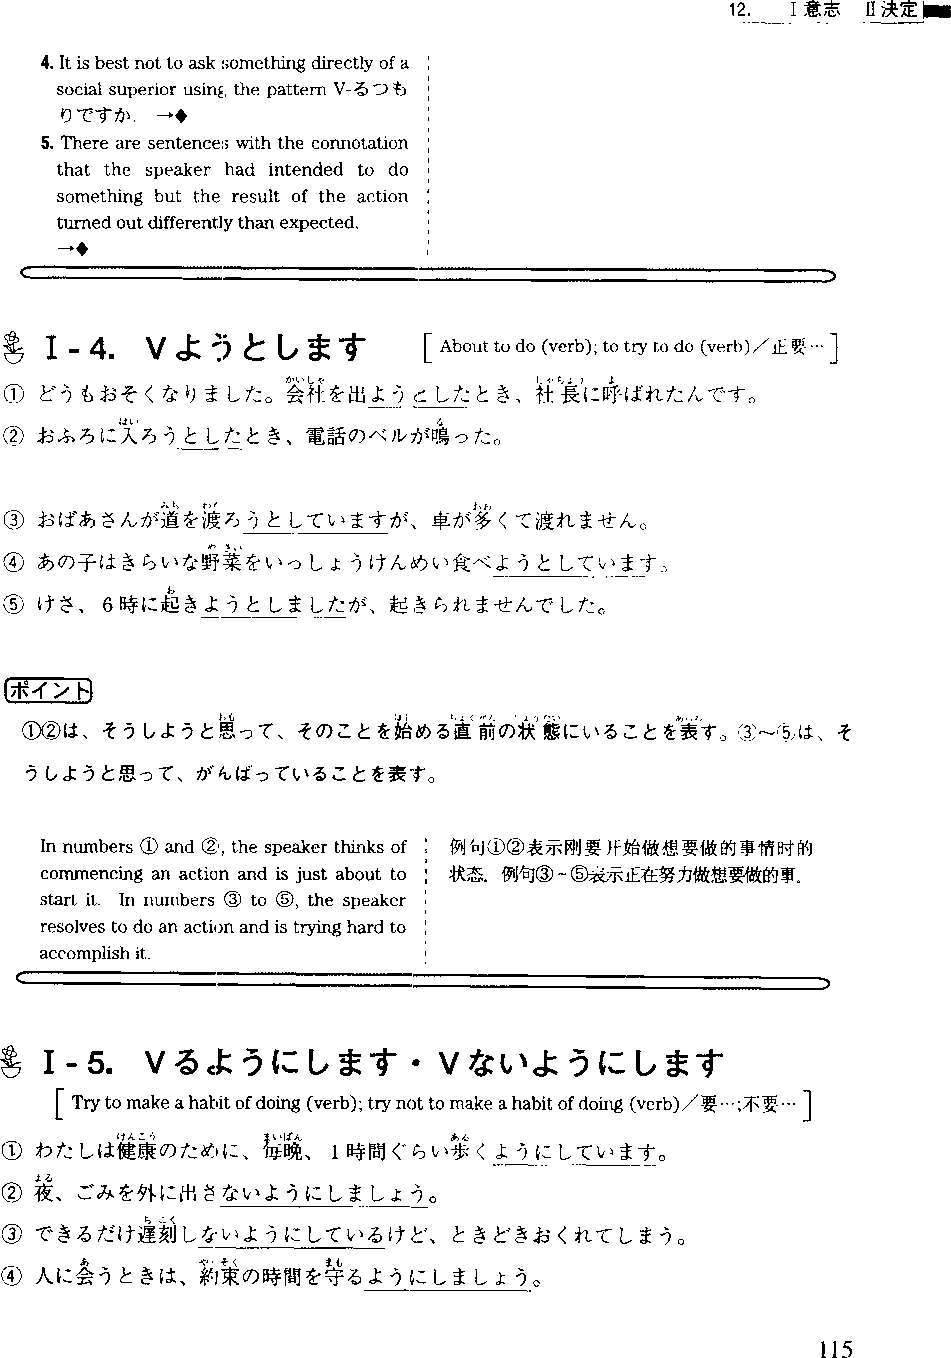 12. Ⅰ意志 Ⅱ決定
4. It is best not to ask something directly of a
social superior using the pattern V-るつも
りですか. →◆
5. There are sentences with the connotation
that the speaker had intended to do
something but the result of the action
turned out differently than expected.
→◆
Ⅰ-4. Vようとします [About to do (verb); to try to do (verb)／正要…]
① どうもおそくなりました。会社を出ようとしたとき、社長に呼ばれたんです。
② おふろに入ろうとしたとき、電話のベルが鳴った。
③ おばあさんが道を渡ろうとしていますが、車が多くて渡れません。
④ あの子はきらいな野菜をいっしょうけんめい食べようとしています。
⑤ けさ、6時に起きようとしましたが、起きられませんでした。
ポイント
①②は、そうしようと思って、そのことを始める直前の状態にいることを表す。③〜⑤は、そ
うしようと思って、がんばっていることを表す。
In numbers ① and ②, the speaker thinks of
commencing an action and is just about to
start it. In numbers ③ to ⑤, the speaker
resolves to do an action and is trying hard to
accomplish it.
例句①②表示刚要开始做想要做的事情时的
状态. 例句③~⑤表示正在努力做想要做的事.
Ⅰ-5. Vるようにします・Vないようにします
[Try to make a habit of doing (verb); try not to make a habit of doing (verb)／要…;不要…]
① わたしは健康のために、毎晩、1時間ぐらい歩くようにしています。
② 夜、ごみを外に出さないようにしましょう。
③ できるだけ遅刻しないようにしているけど、ときどきおくれてしまう。
④ 人に会うときは、約束の時間を守るようにしましょう。
115